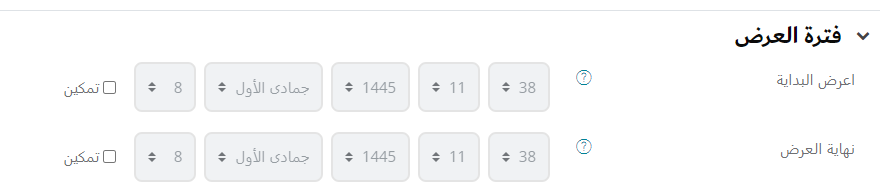 فترة العرض
اعرض البداية ? 38 11 1445 جمادى الأول 8 تمكين
نهاية العرض ? 38 11 1445 جمادى الأول 8 تمكين